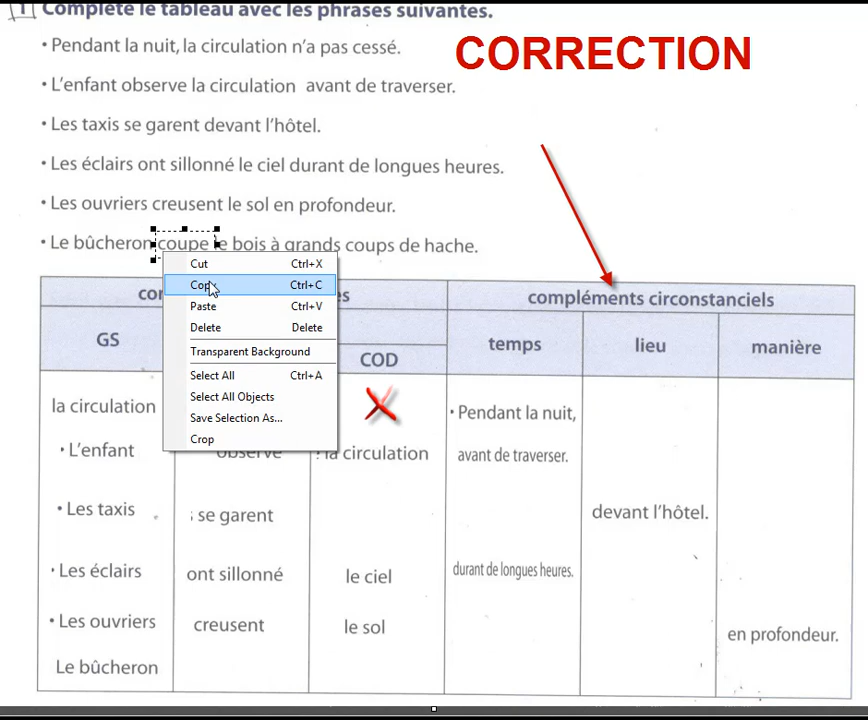 1 Complète le tableau avec les phrases suivantes.
• Pendant la nuit, la circulation n'a pas cessé.
CORRECTION
• L'enfant observe la circulation avant de traverser.
• Les taxis se garent devant l'hôtel.
• Les éclairs ont sillonné le ciel durant de longues heures.
• Les ouvriers creusent le sol en profondeur.
• Le bûcheron coupe le bois à grands coups de hache.
Cut Ctrl+X
Copy Ctrl+C
Paste Ctrl+V
Delete Delete
Transparent Background
Select All Ctrl+A
Select All Objects
Save Selection As...
Crop
compléments circonstanciels
GS COD temps lieu manière
la circulation • Pendant la nuit,
• L'enfant observe la circulation avant de traverser.
• Les taxis se garent devant l'hôtel.
• Les éclairs ont sillonné le ciel durant de longues heures.
• Les ouvriers creusent le sol en profondeur.
Le bûcheron